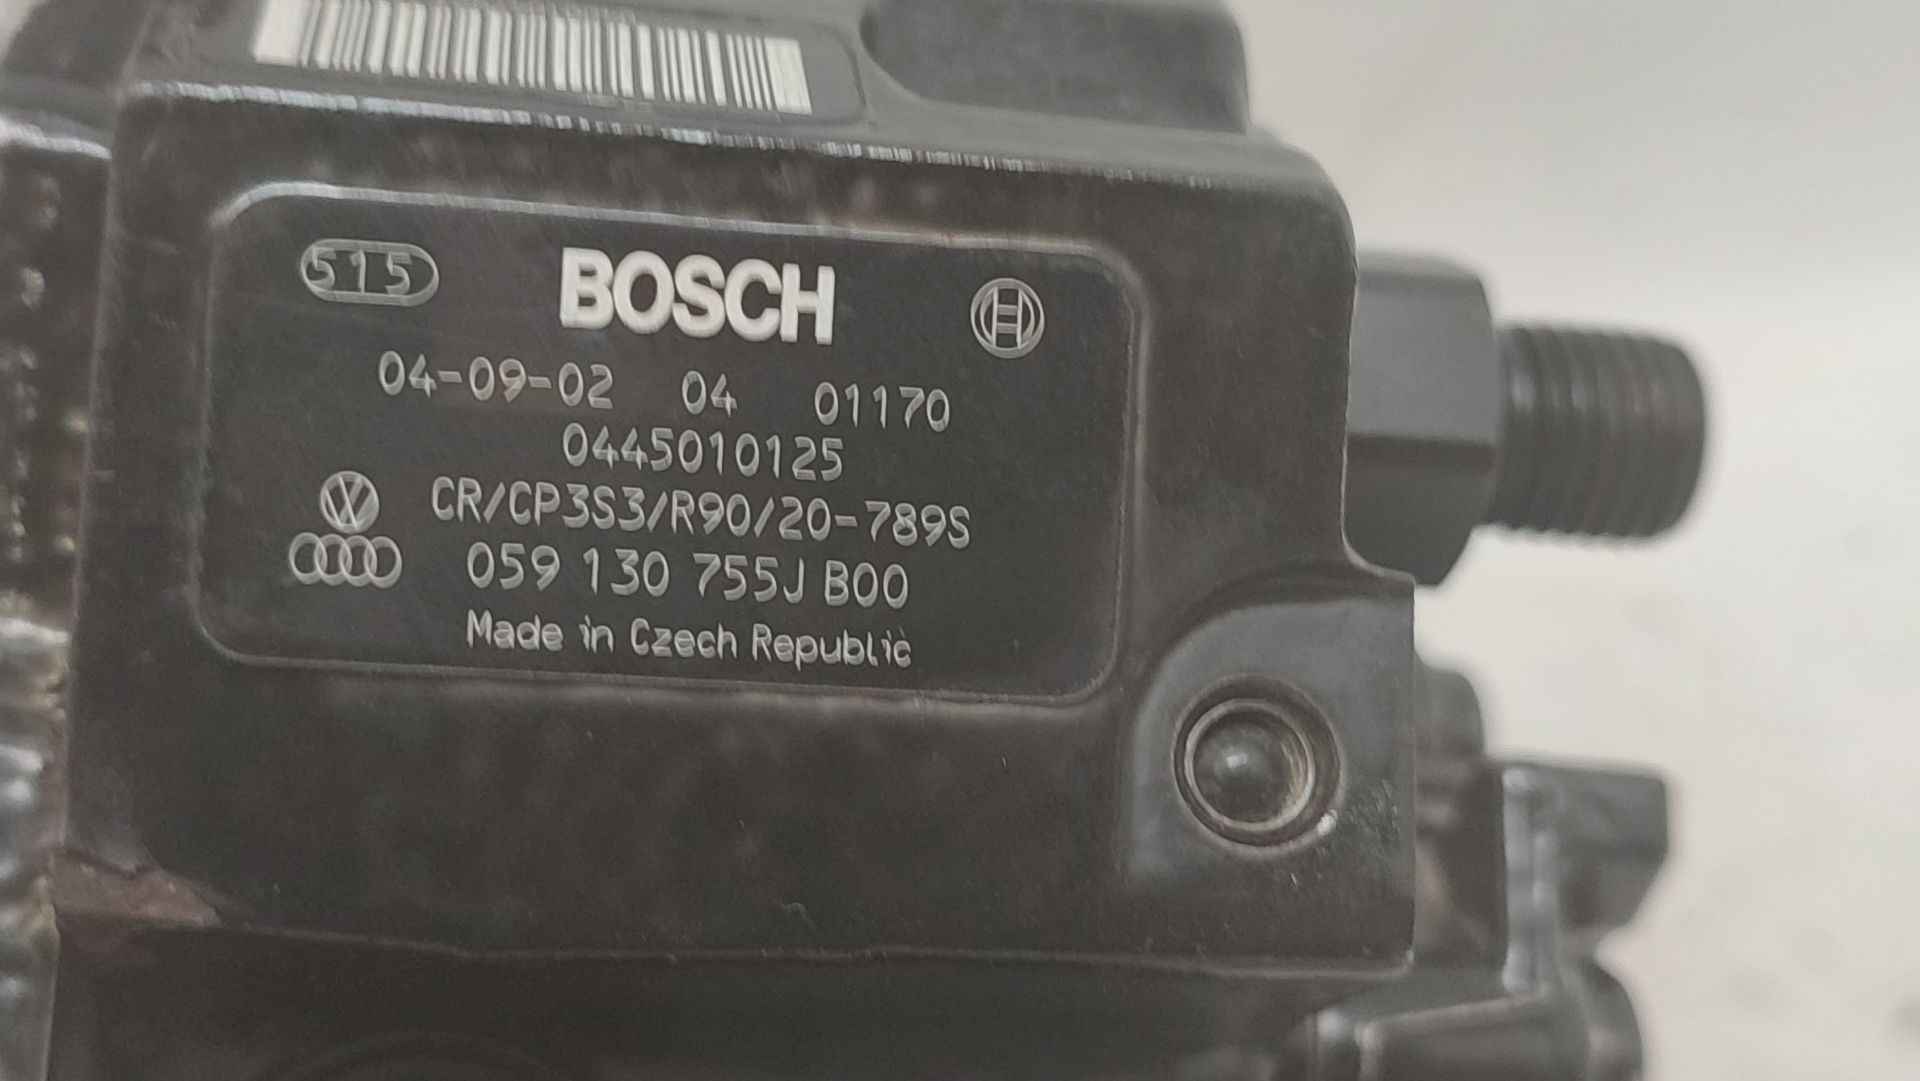 515 BOSCH
04-09-02 04 01170
0445010125
CR/CP3S3/R90/20-789S
059 130 755J B00
Made in Czech Republic